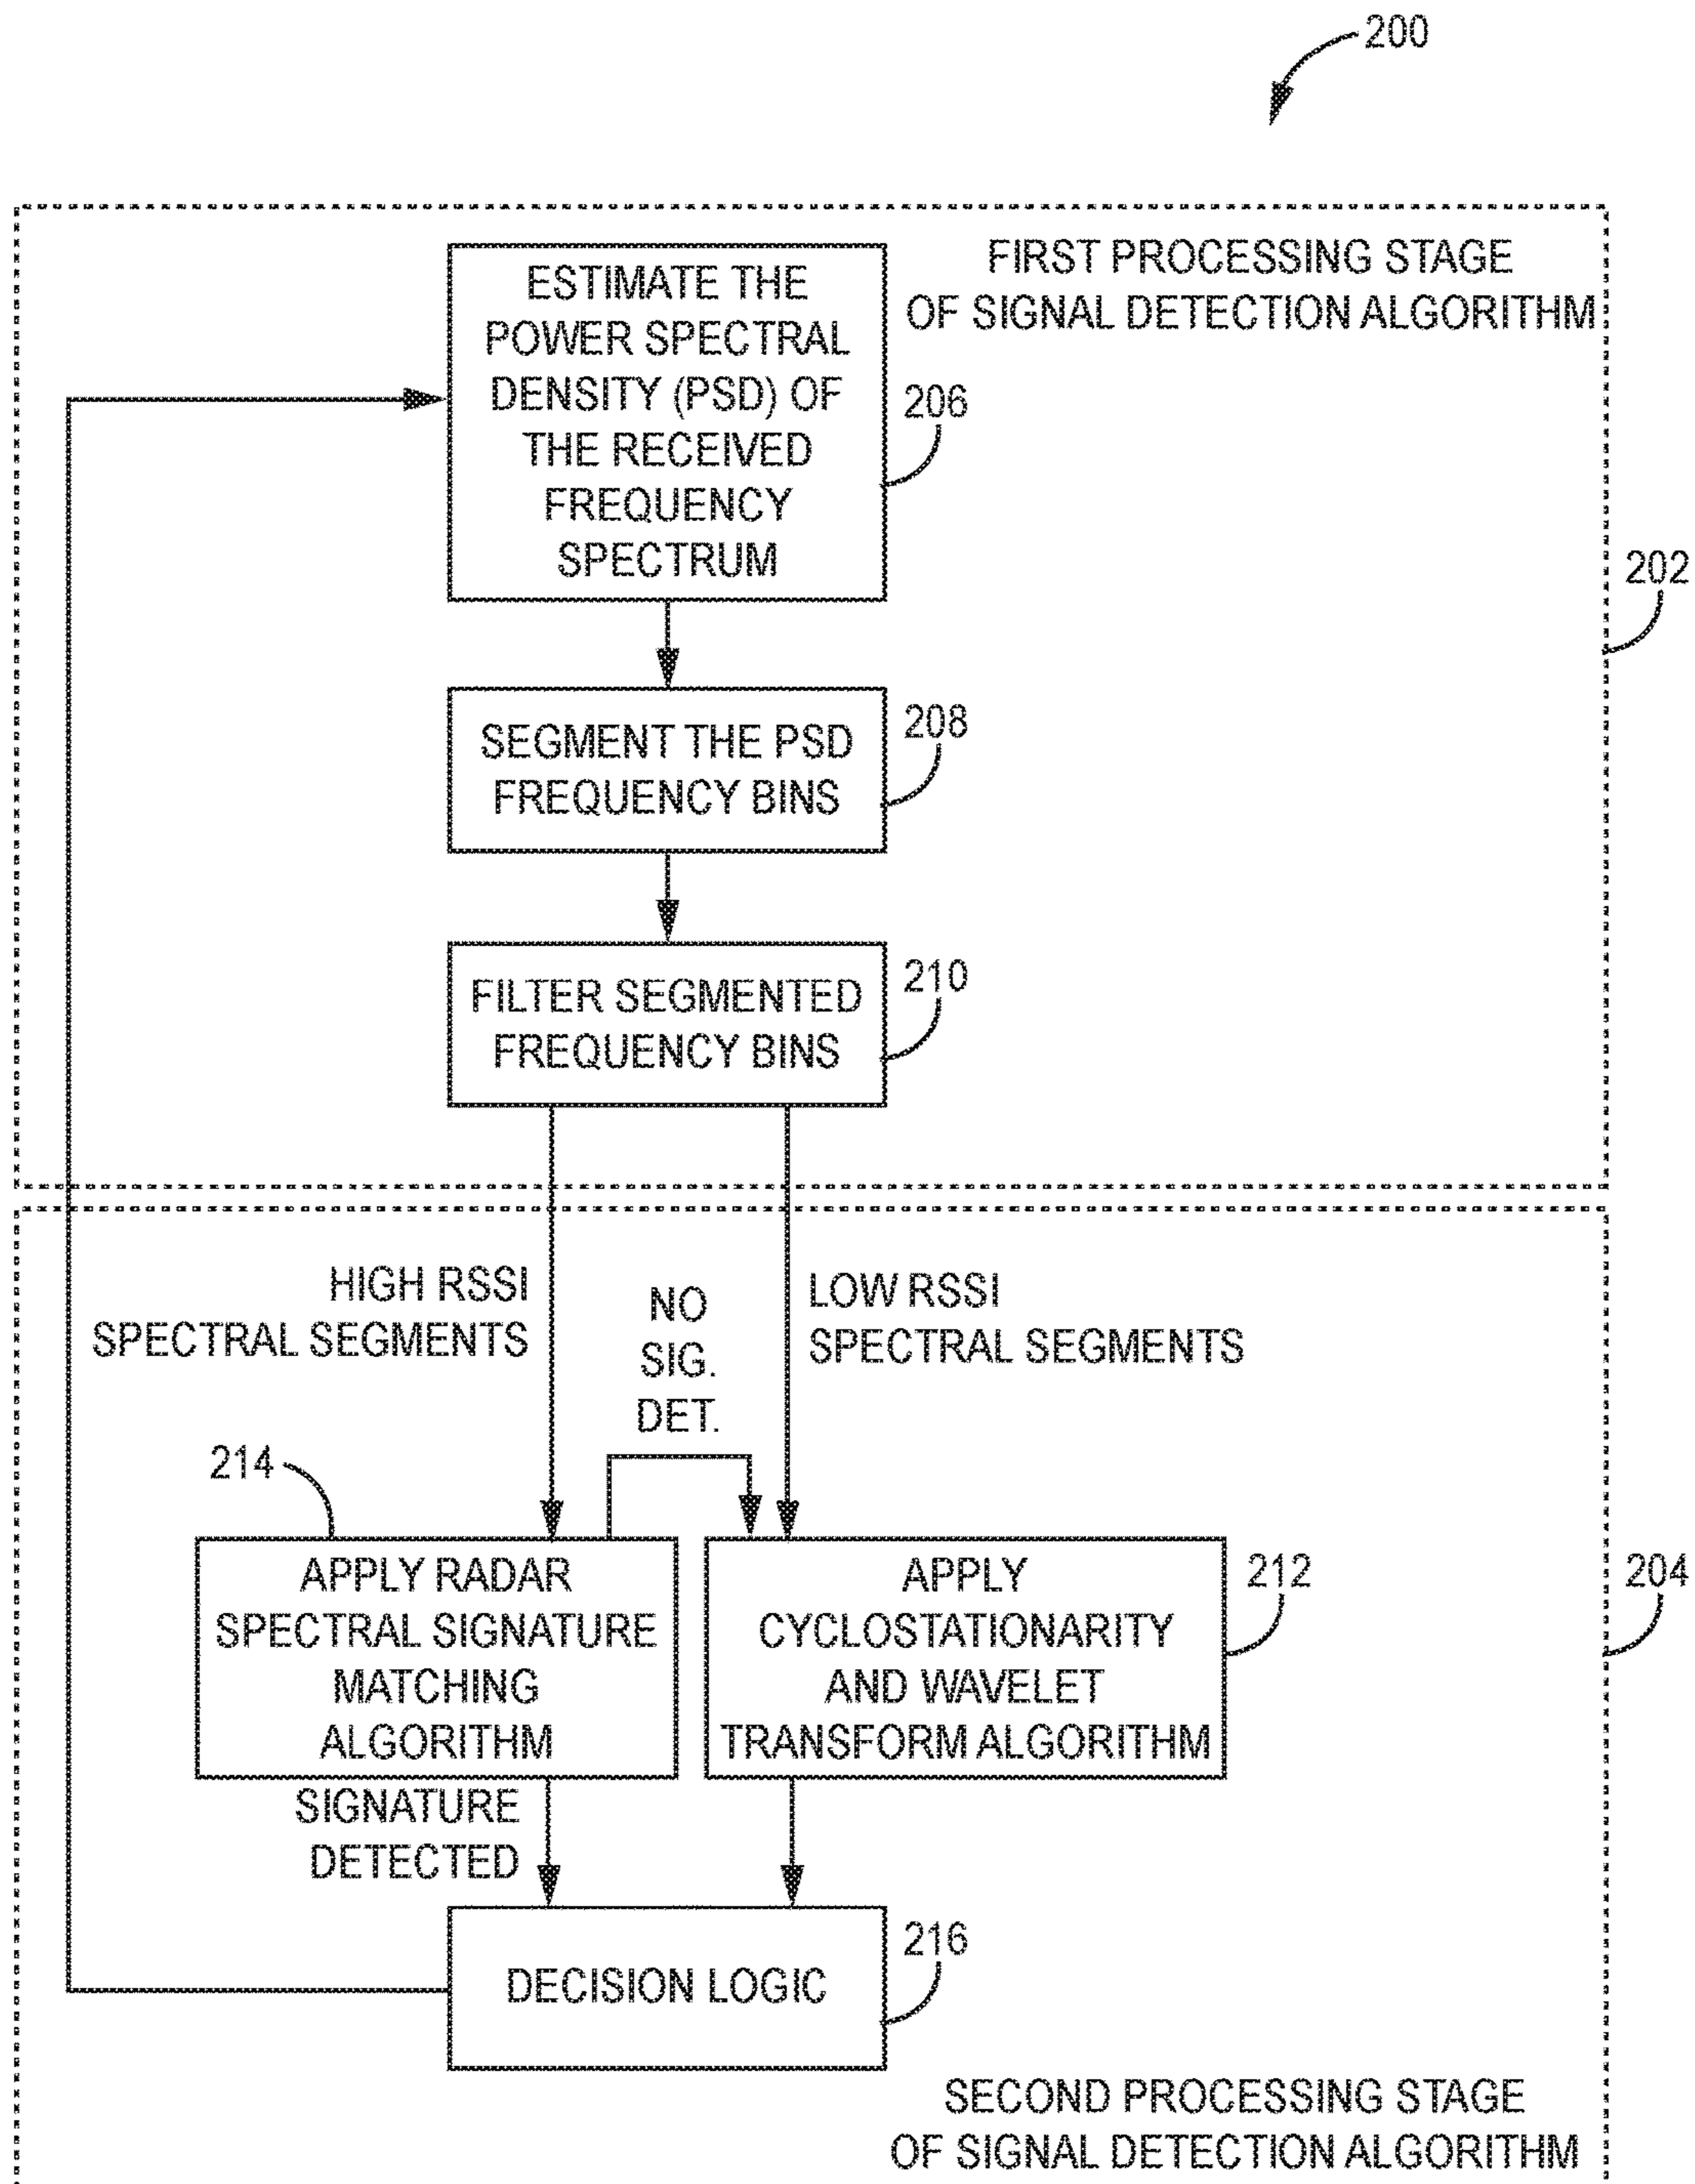 200
FIRST PROCESSING STAGE
OF SIGNAL DETECTION ALGORITHM
ESTIMATE THE
POWER SPECTRAL
DENSITY (PSD) OF
THE RECEIVED
FREQUENCY
SPECTRUM
206
202
SEGMENT THE PSD
FREQUENCY BINS
208
FILTER SEGMENTED
FREQUENCY BINS
210
HIGH RSSI
SPECTRAL SEGMENTS
NO
SIG.
DET.
LOW RSSI
SPECTRAL SEGMENTS
214
APPLY RADAR
SPECTRAL SIGNATURE
MATCHING
ALGORITHM
APPLY
CYCLOSTATIONARITY
AND WAVELET
TRANSFORM ALGORITHM
212
204
SIGNATURE
DETECTED
DECISION LOGIC
216
SECOND PROCESSING STAGE
OF SIGNAL DETECTION ALGORITHM